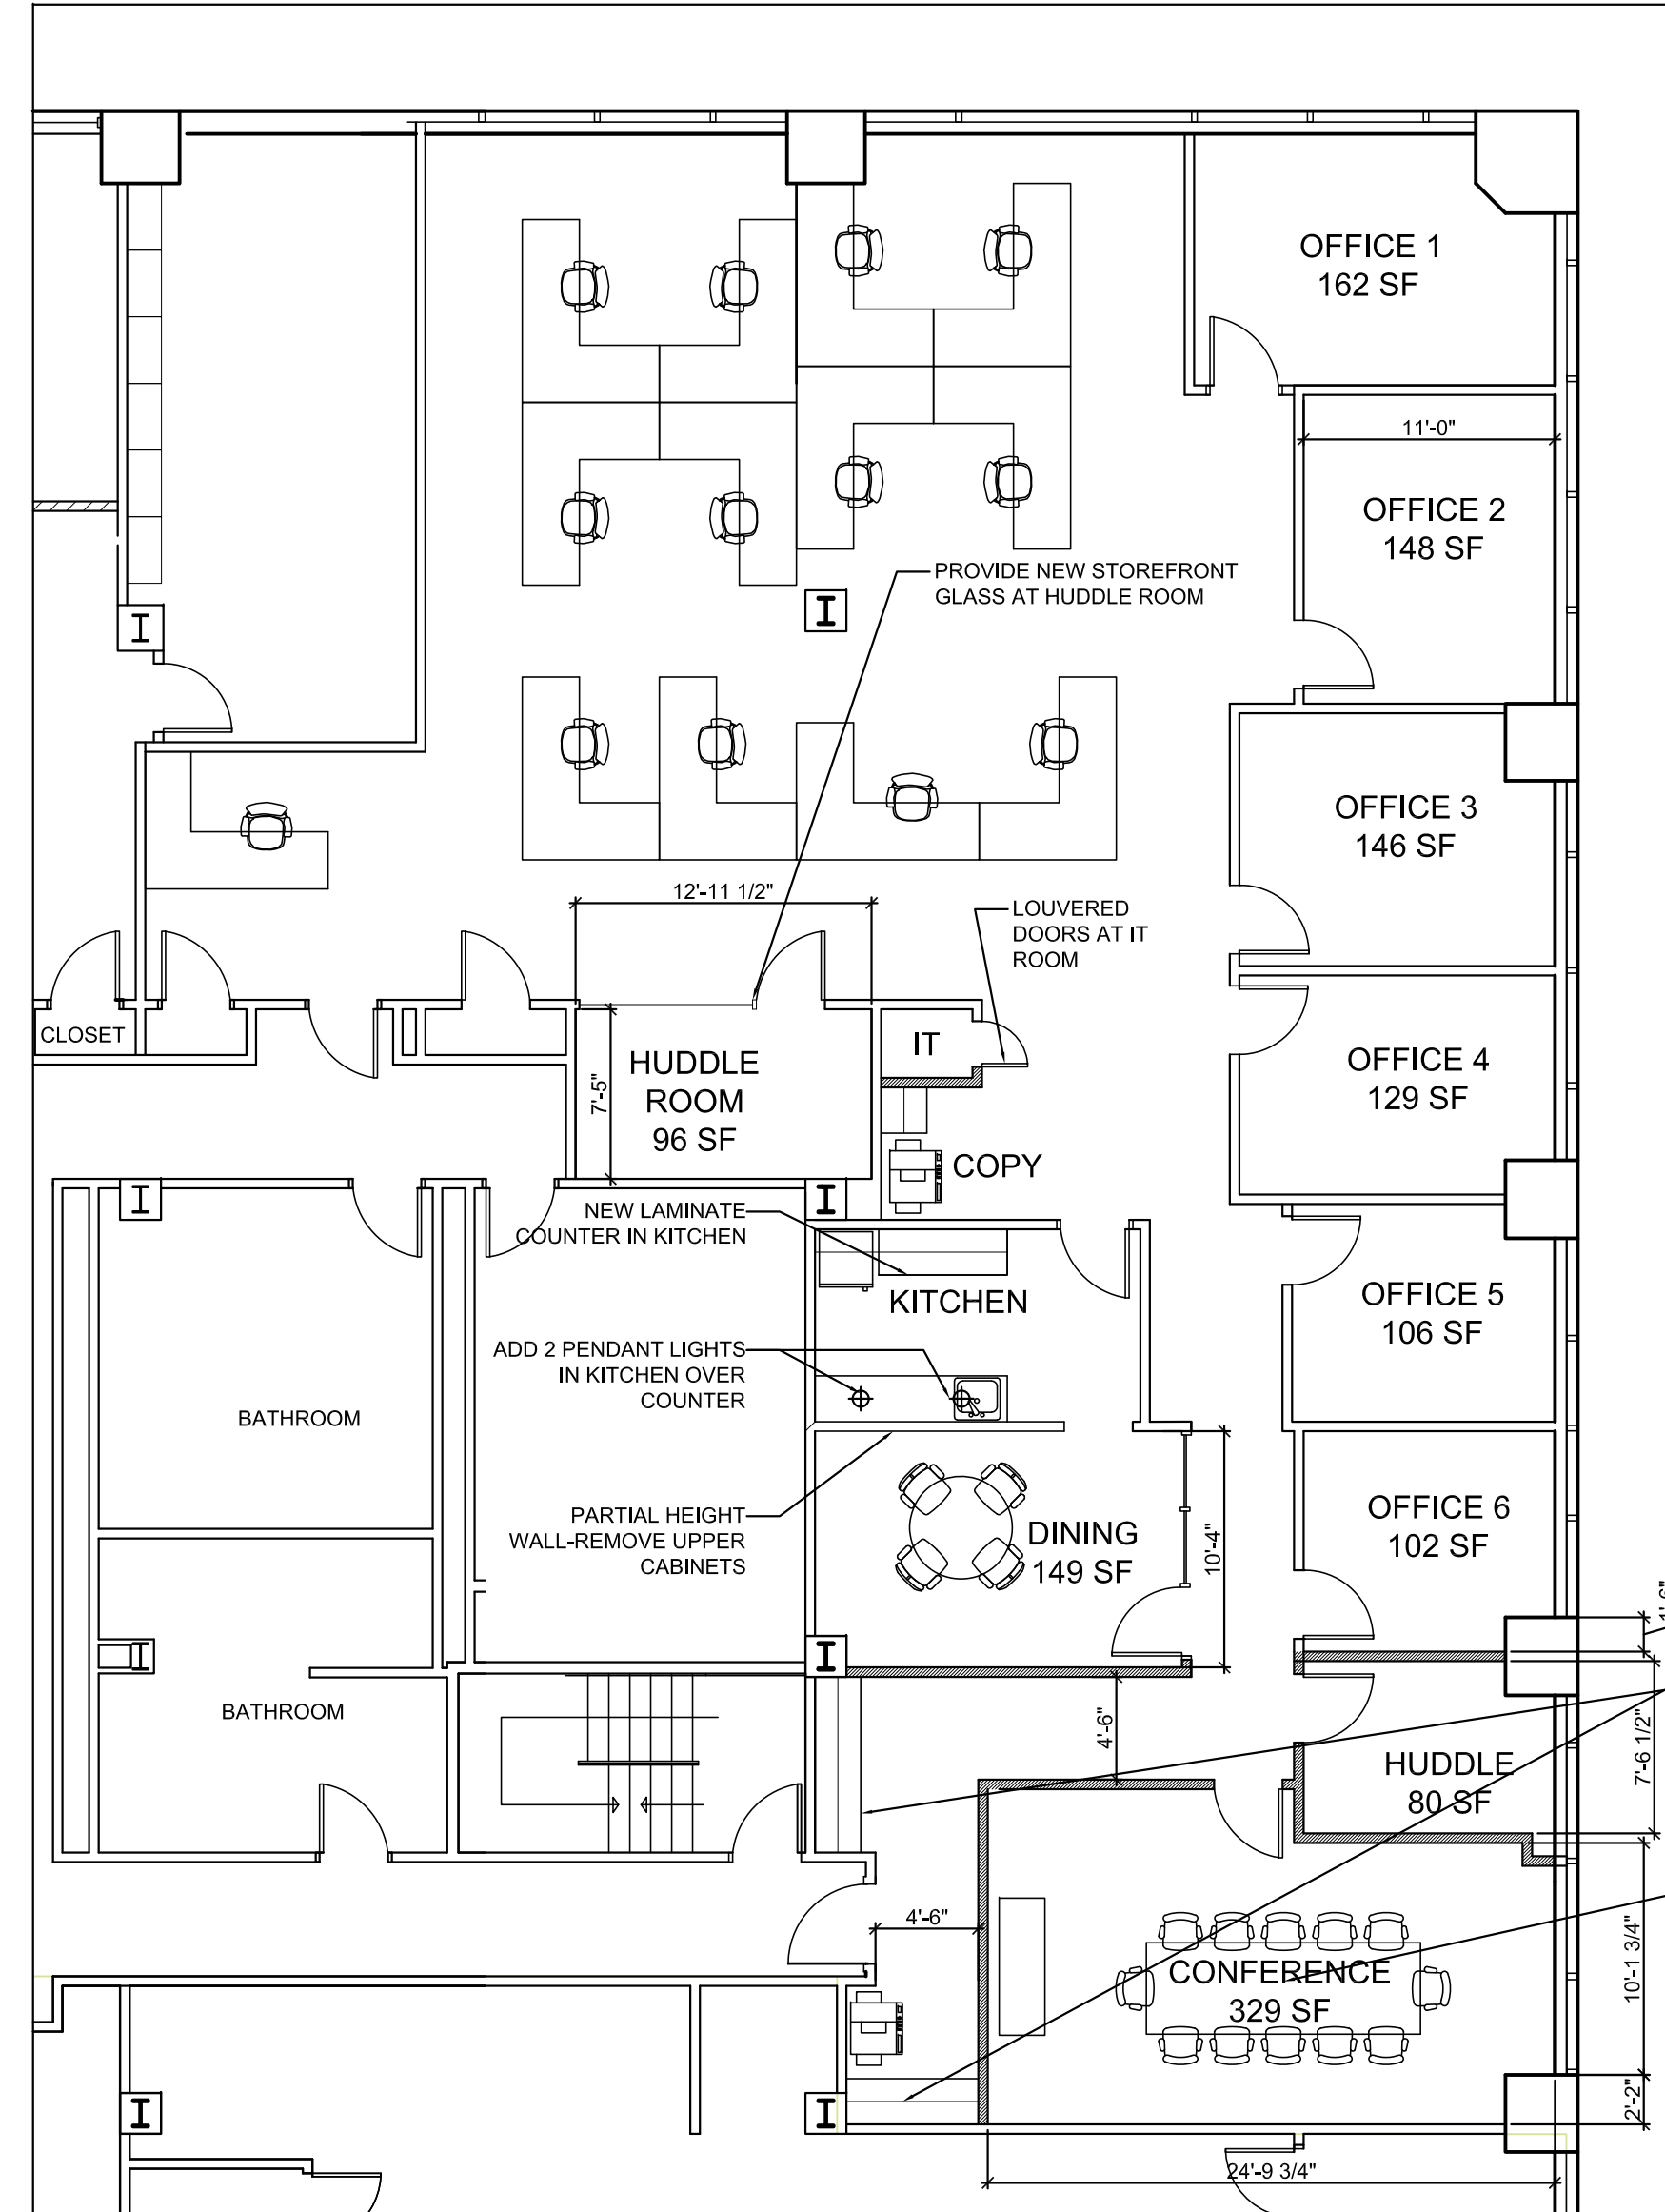 OFFICE 1
162 SF
11'-0"
OFFICE 2
148 SF
PROVIDE NEW STOREFRONT
GLASS AT HUDDLE ROOM
OFFICE 3
146 SF
12'-11 1/2"
LOUVERED
DOORS AT IT
ROOM
CLOSET
IT
HUDDLE
ROOM
96 SF
7'-5"
OFFICE 4
129 SF
COPY
NEW LAMINATE
COUNTER IN KITCHEN
KITCHEN
OFFICE 5
106 SF
ADD 2 PENDANT LIGHTS
IN KITCHEN OVER
COUNTER
BATHROOM
PARTIAL HEIGHT
WALL-REMOVE UPPER
CABINETS
DINING
149 SF
10'-4"
OFFICE 6
102 SF
BATHROOM
4'-6"
HUDDLE
80 SF
7'-6 1/2"
4'-6"
CONFERENCE
329 SF
10'-1 3/4"
2'-2"
24'-9 3/4"